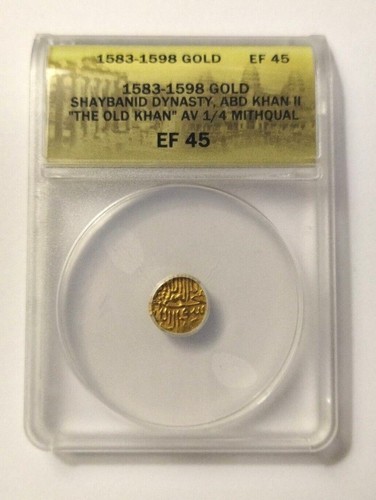 1583-1598 GOLD EF 45
1583-1598 GOLD
SHAYBANID DYNASTY, ABD KHAN II
"THE OLD KHAN" AV 1/4 MITHQUAL
EF 45